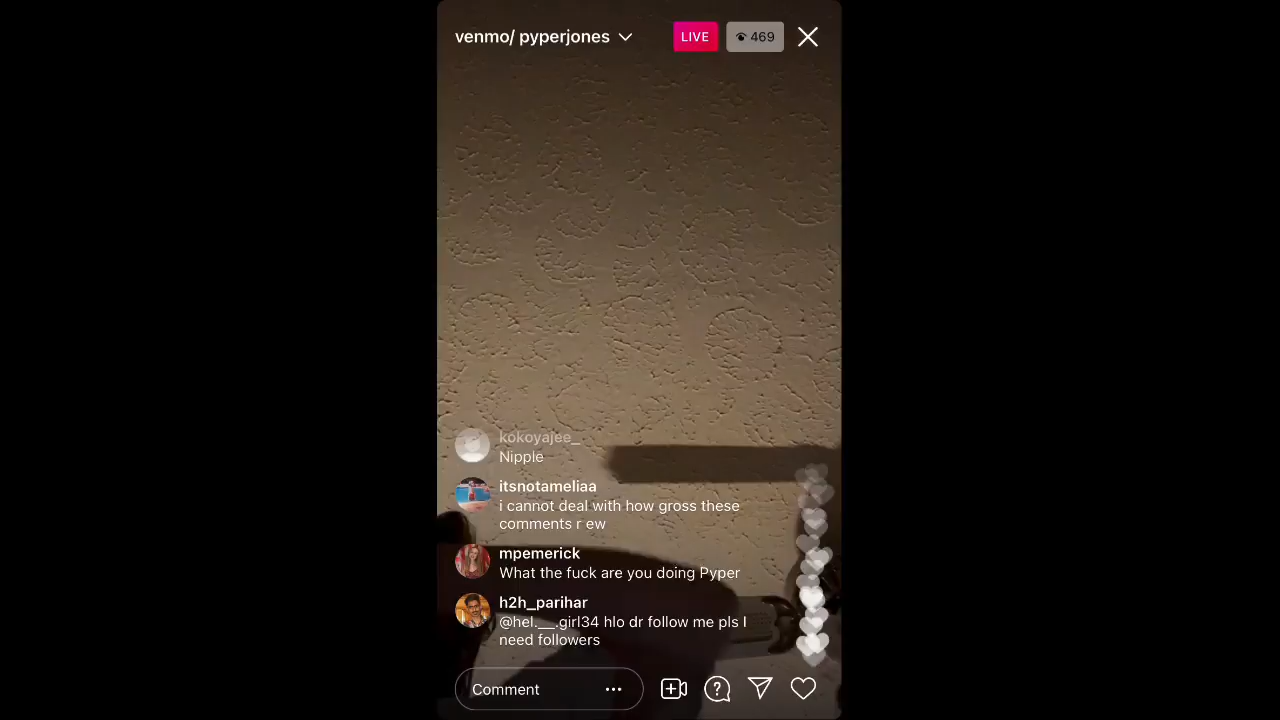 venmo/ pyperjones
LIVE
469
kokoyajee_
Nipple
itsnotameliaa
i cannot deal with how gross these
comments r ew
mpemerick
What the fuck are you doing Pyper
h2h_parihar
@hel.__.girl34 hlo dr follow me pls I
need followers
Comment